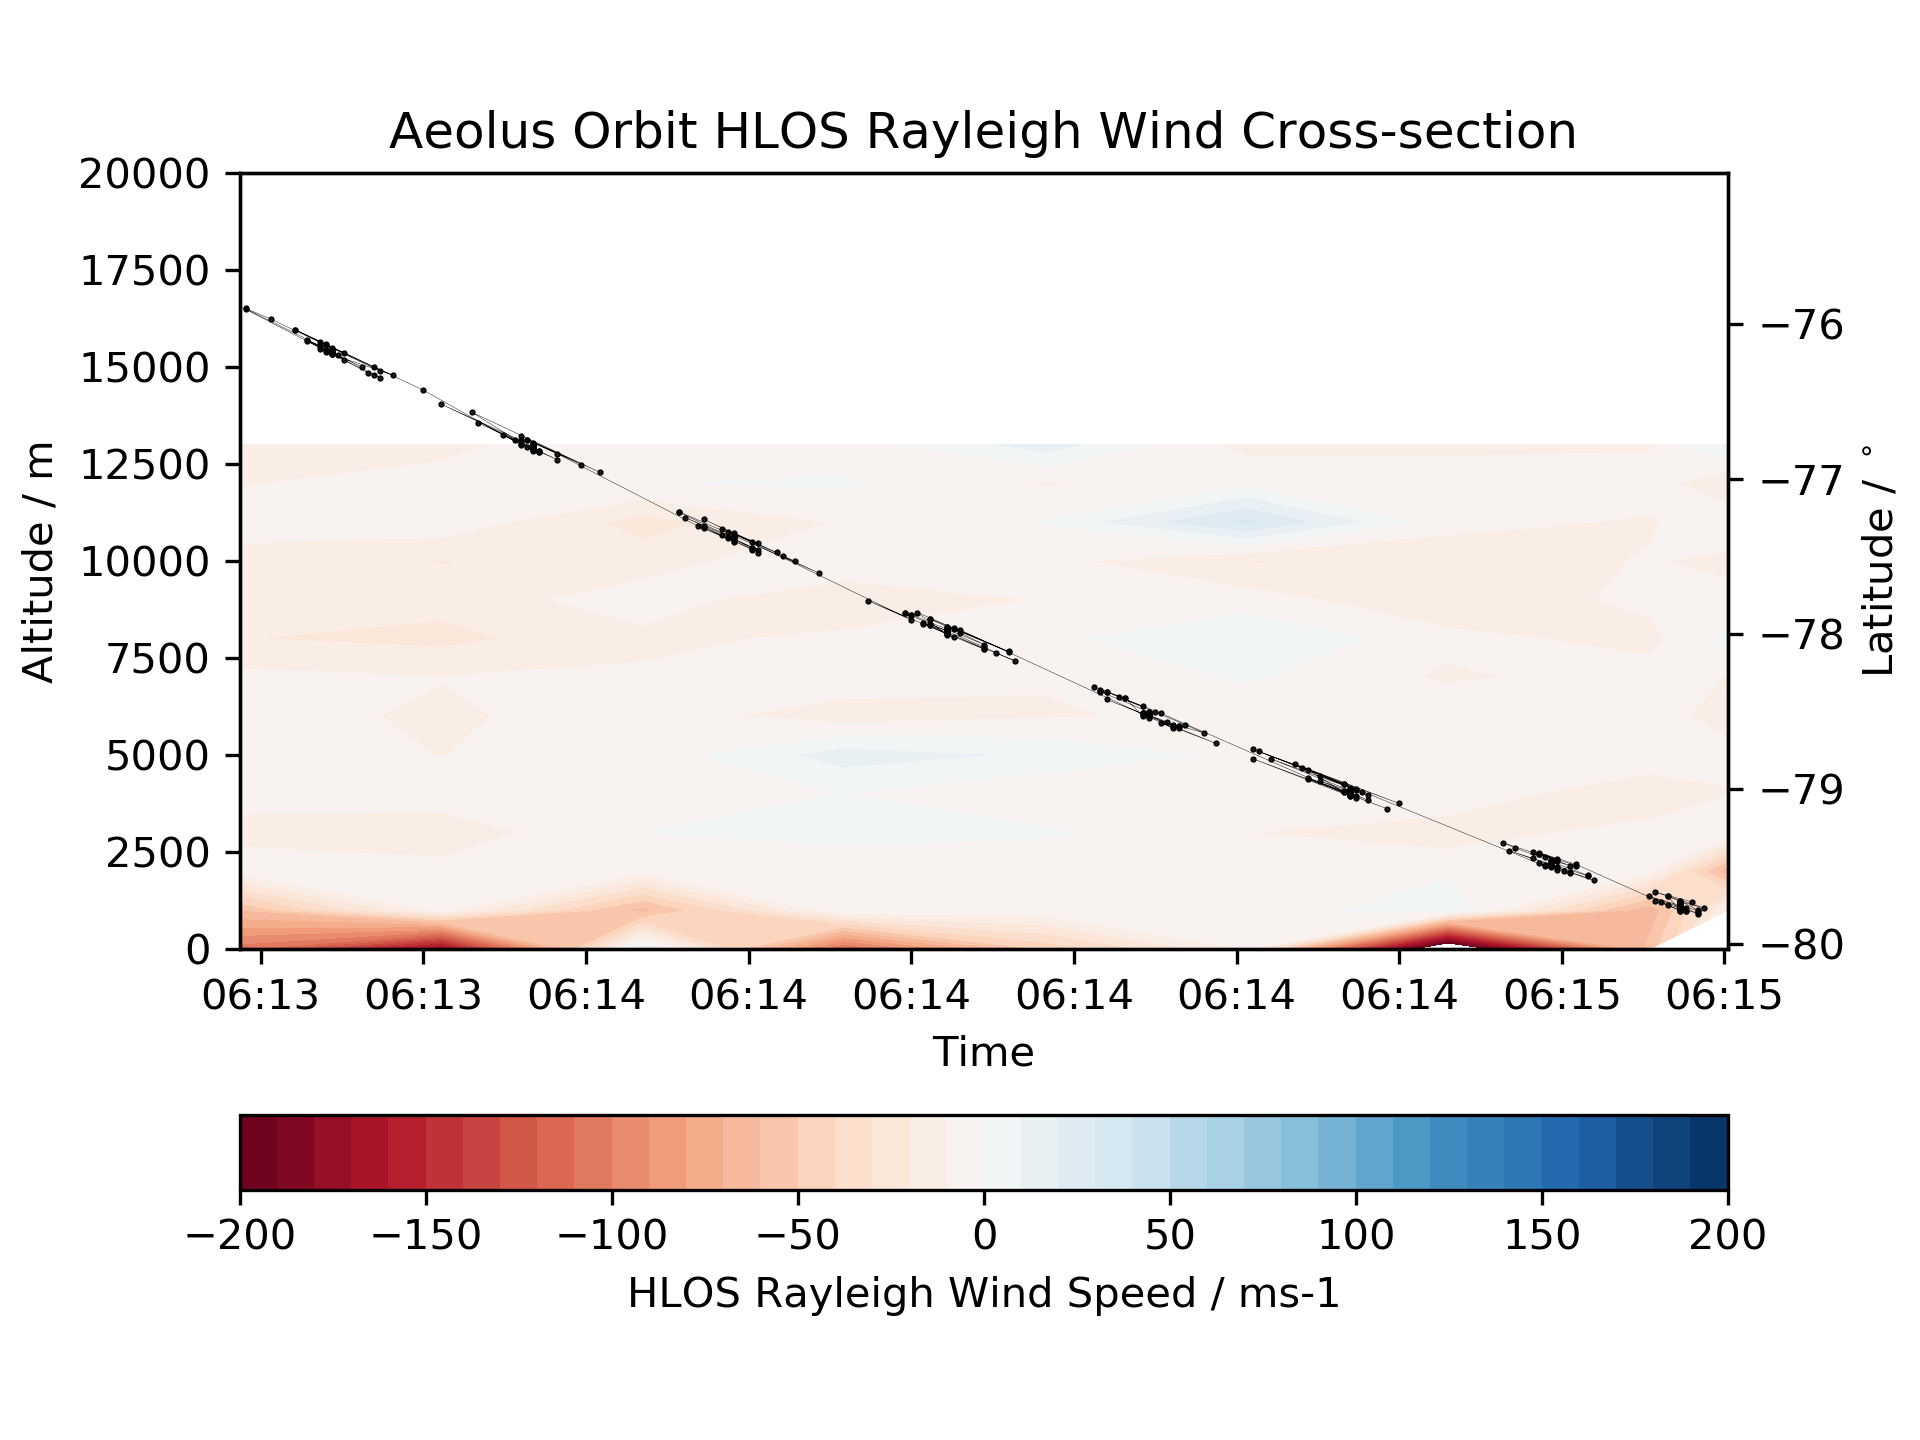 Aeolus Orbit HLOS Rayleigh Wind Cross-section
20000
17500
15000
12500
10000
7500
5000
2500
0
Altitude / m
−76
−77
−78
−79
−80
Latitude / °
06:13 06:13 06:14 06:14 06:14 06:14 06:14 06:14 06:15 06:15
Time
−200 −150 −100 −50 0 50 100 150 200
HLOS Rayleigh Wind Speed / ms-1